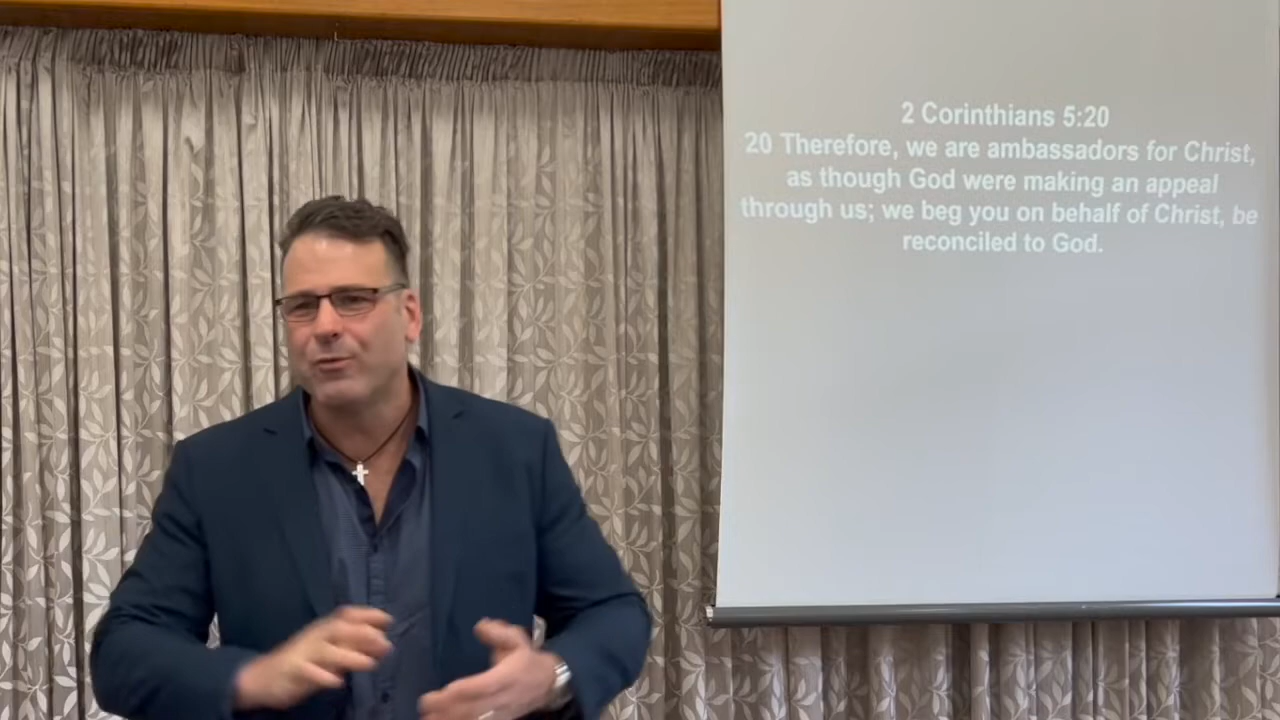 2 Corinthians 5:20
20 Therefore, we are ambassadors for Christ,
as though God were making an appeal
through us; we beg you on behalf of Christ, be
reconciled to God.